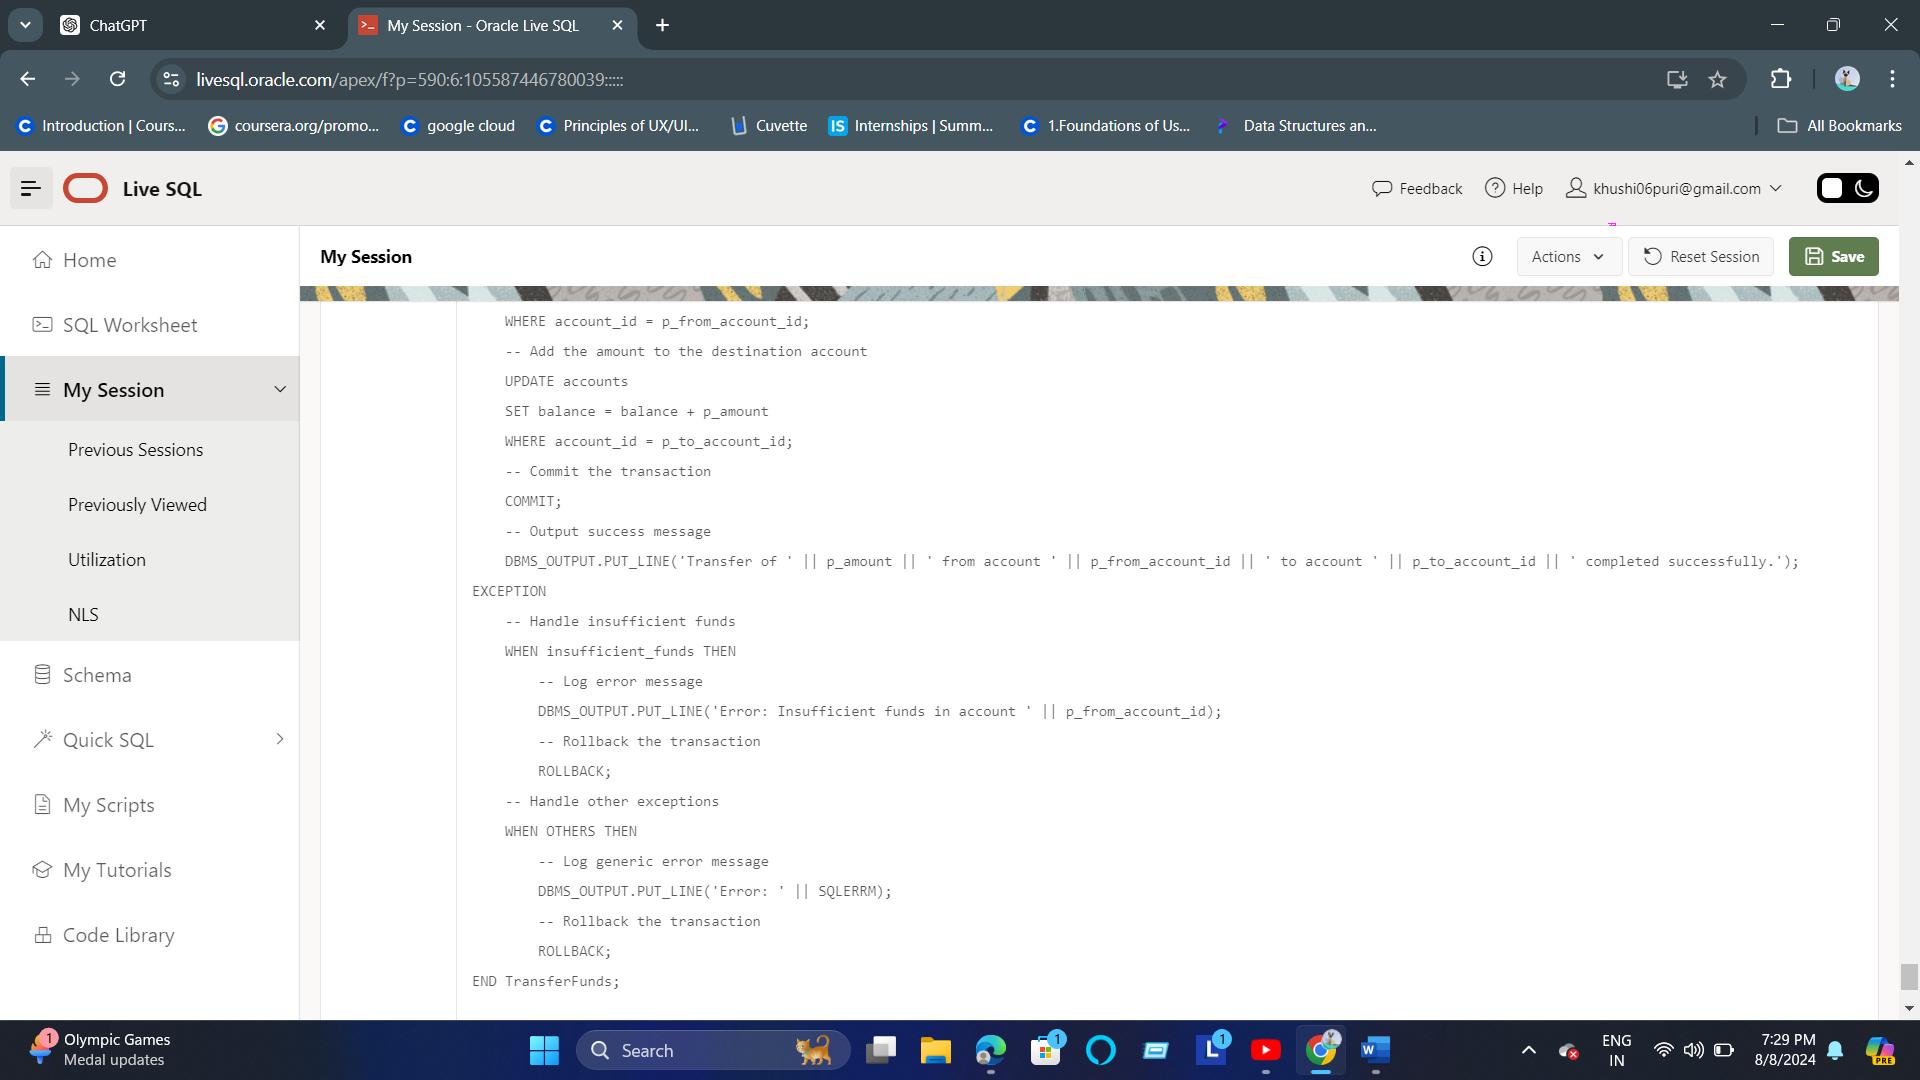 ChatGPT
My Session - Oracle Live SQL
livesql.oracle.com/apex/f?p=590:6:105587446780039:::::
Introduction | Cours...
coursera.org/promo...
google cloud
Principles of UX/UI...
Cuvette
Internships | Summ...
1.Foundations of Us...
Data Structures an...
All Bookmarks
Live SQL
Feedback
Help
khushi06puri@gmail.com
Home
SQL Worksheet
My Session
Previous Sessions
Previously Viewed
Utilization
NLS
Schema
Quick SQL
My Scripts
My Tutorials
Code Library
My Session
Actions
Reset Session
Save
WHERE account_id = p_from_account_id;
-- Add the amount to the destination account
UPDATE accounts
SET balance = balance + p_amount
WHERE account_id = p_to_account_id;
-- Commit the transaction
COMMIT;
-- Output success message
DBMS_OUTPUT.PUT_LINE('Transfer of ' || p_amount || ' from account ' || p_from_account_id || ' to account ' || p_to_account_id || ' completed successfully.');
EXCEPTION
-- Handle insufficient funds
WHEN insufficient_funds THEN
-- Log error message
DBMS_OUTPUT.PUT_LINE('Error: Insufficient funds in account ' || p_from_account_id);
-- Rollback the transaction
ROLLBACK;
-- Handle other exceptions
WHEN OTHERS THEN
-- Log generic error message
DBMS_OUTPUT.PUT_LINE('Error: ' || SQLERRM);
-- Rollback the transaction
ROLLBACK;
END TransferFunds;
1
Olympic Games
Medal updates
Search
1
L
1
W
ENG
IN
7:29 PM
8/8/2024
PRE